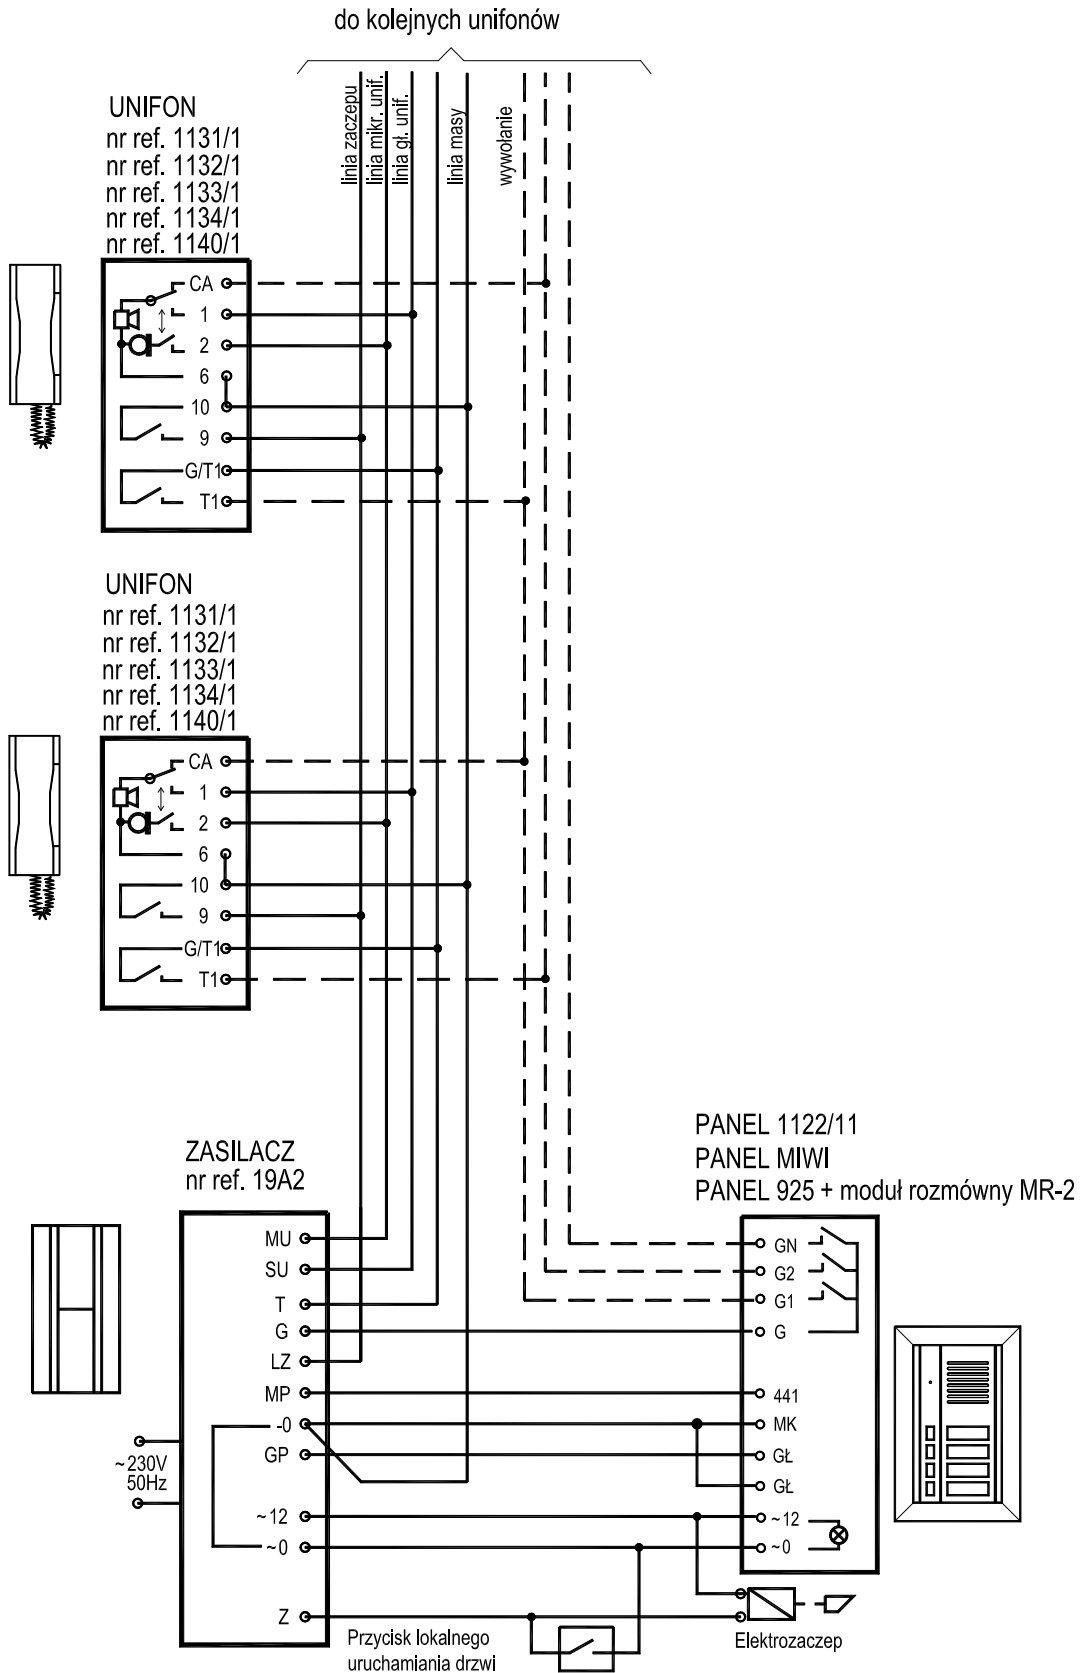 do kolejnych unifonów
linia zaczepu
linia mikr. unif.
linia gł. unif.
linia masy
wywołanie
UNIFON
nr ref. 1131/1
nr ref. 1132/1
nr ref. 1133/1
nr ref. 1134/1
nr ref. 1140/1
CA
1
2
6
10
9
G/T1
T1
UNIFON
nr ref. 1131/1
nr ref. 1132/1
nr ref. 1133/1
nr ref. 1134/1
nr ref. 1140/1
CA
1
2
6
10
9
G/T1
T1
ZASILACZ
nr ref. 19A2
MU
SU
T
G
LZ
MP
-0
GP
~12
~0
Z
~230V
50Hz
PANEL 1122/11
PANEL MIWI
PANEL 925 + moduł rozmówny MR-2
GN
G2
G1
G
441
MK
GŁ
GŁ
~12
~0
Elektrozaczep
Przycisk lokalnego
uruchamiania drzwi